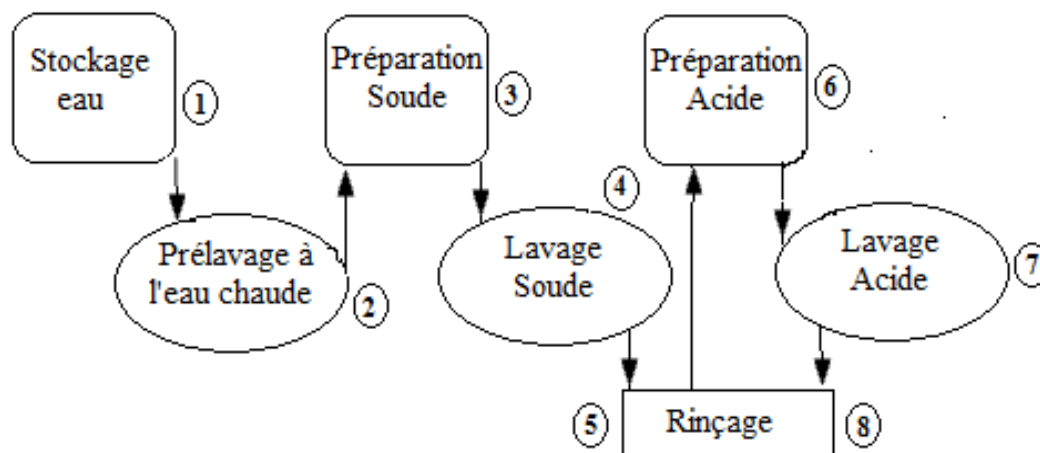 Stockage
eau
1
Prélavage à
l'eau chaude
2
Préparation
Soude
3
Lavage
Soude
4
5
Rinçage
Préparation
Acide
6
Lavage
Acide
7
8